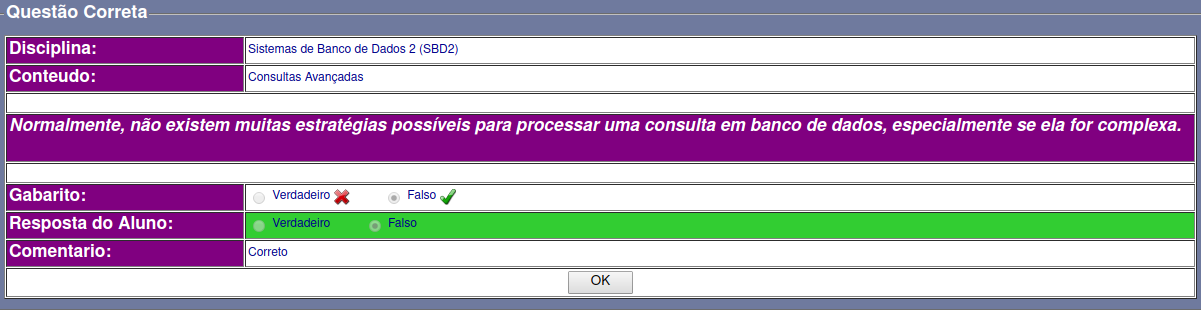 Questão Correta
Disciplina: Sistemas de Banco de Dados 2 (SBD2)
Conteudo: Consultas Avançadas
Normalmente, não existem muitas estratégias possíveis para processar uma consulta em banco de dados, especialmente se ela for complexa.
Gabarito: Verdadeiro Falso
Resposta do Aluno: Verdadeiro Falso
Comentario: Correto
OK